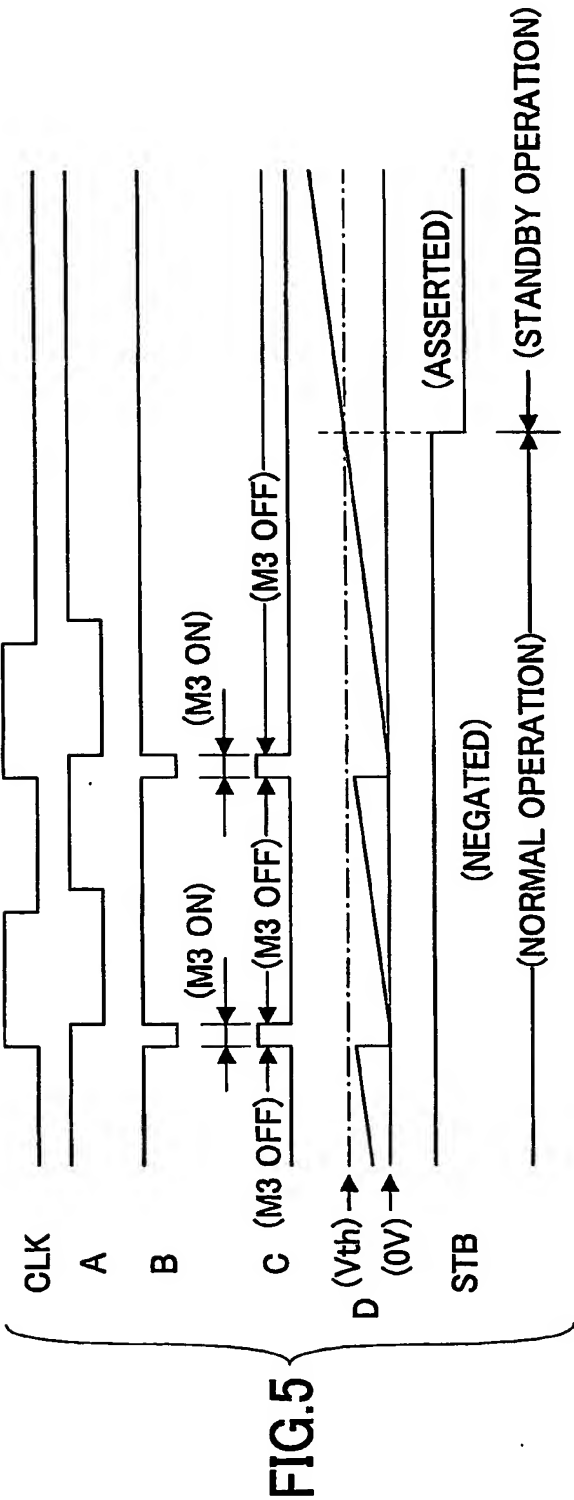 FIG.5
CLK
A
B
(M3 ON) (M3 ON)
C
(M3 OFF) (M3 OFF) (M3 OFF)
D
(Vth)
(0V)
STB
(NEGATED) (ASSERTED)
(NORMAL OPERATION) (STANDBY OPERATION)